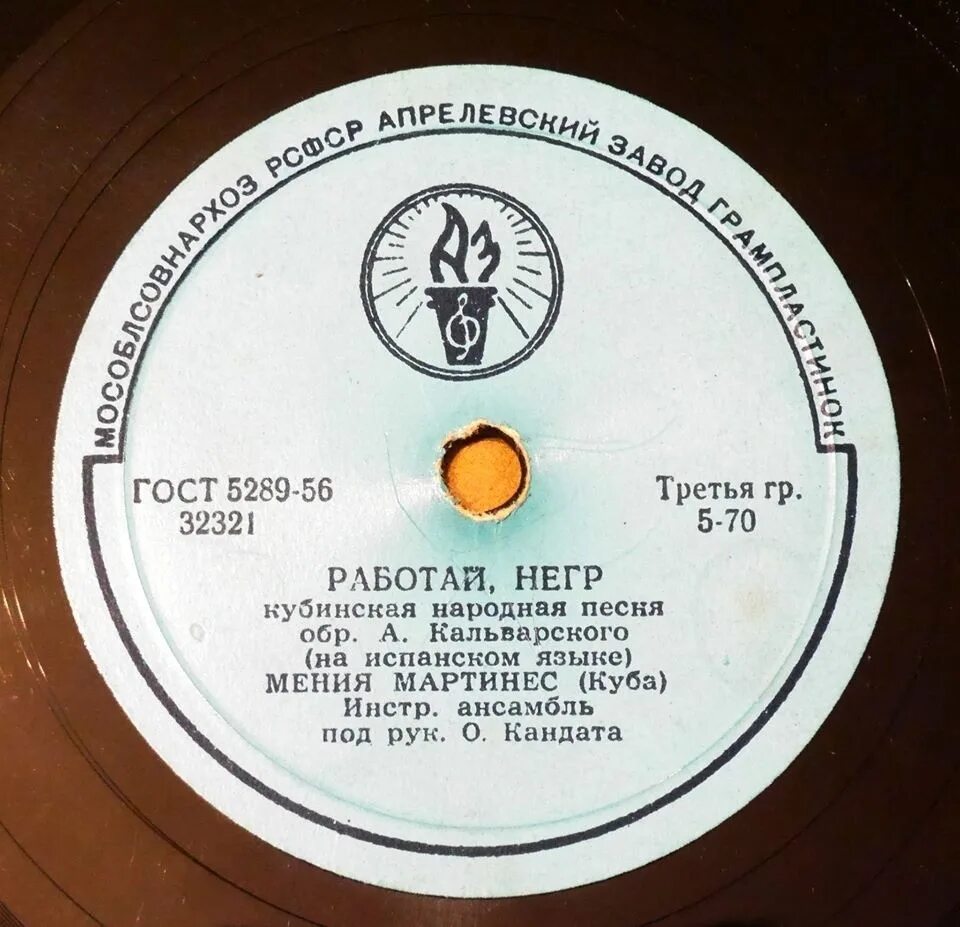 МОСОБЛСОВНАРХОЗ РСФСР АПРЕЛЕВСКИЙ ЗАВОД ГРАМПЛАСТИНОК
АЗ
ГОСТ 5289-56
32321
Третья гр.
5-70
РАБОТАЙ, НЕГР
кубинская народная песня
обр. А. Кальварского
(на испанском языке)
МЕНИЯ МАРТИНЕС (Куба)
Инстр. ансамбль
под рук. О. Кандата